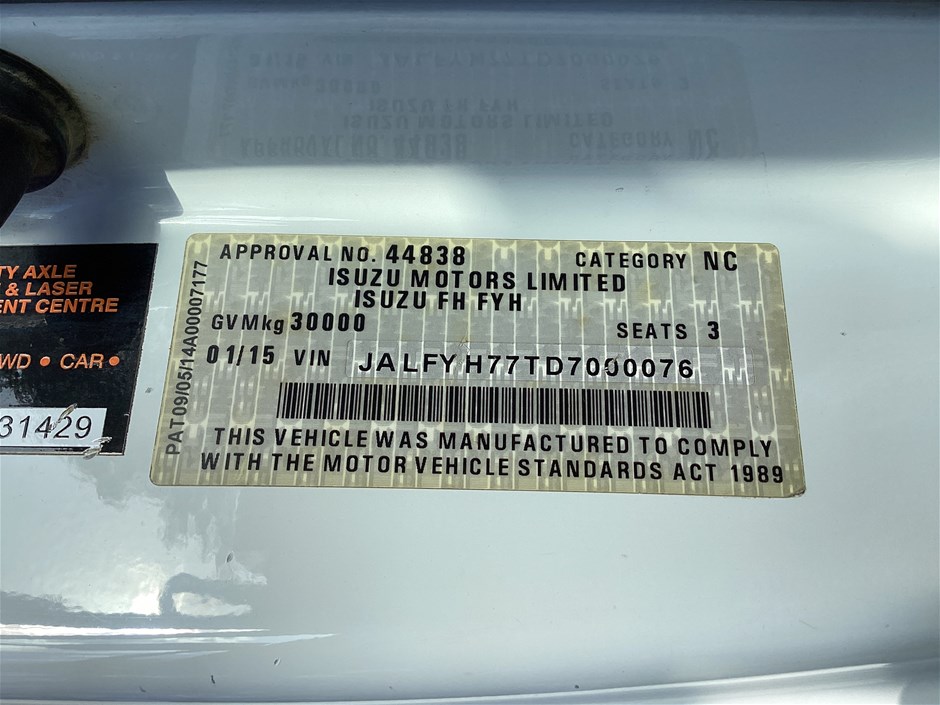 APPROVAL NO. 44838 CATEGORY NC
ISUZU MOTORS LIMITED
ISUZU FH FYH
GVMkg 30000 SEATS 3
01/15 VIN JALFYH77TD7000076
THIS VEHICLE WAS MANUFACTURED TO COMPLY
WITH THE MOTOR VEHICLE STANDARDS ACT 1989
PAT09/05/14A00007177
TY AXLE
& LASER
ENT CENTRE
WD • CAR •
31429